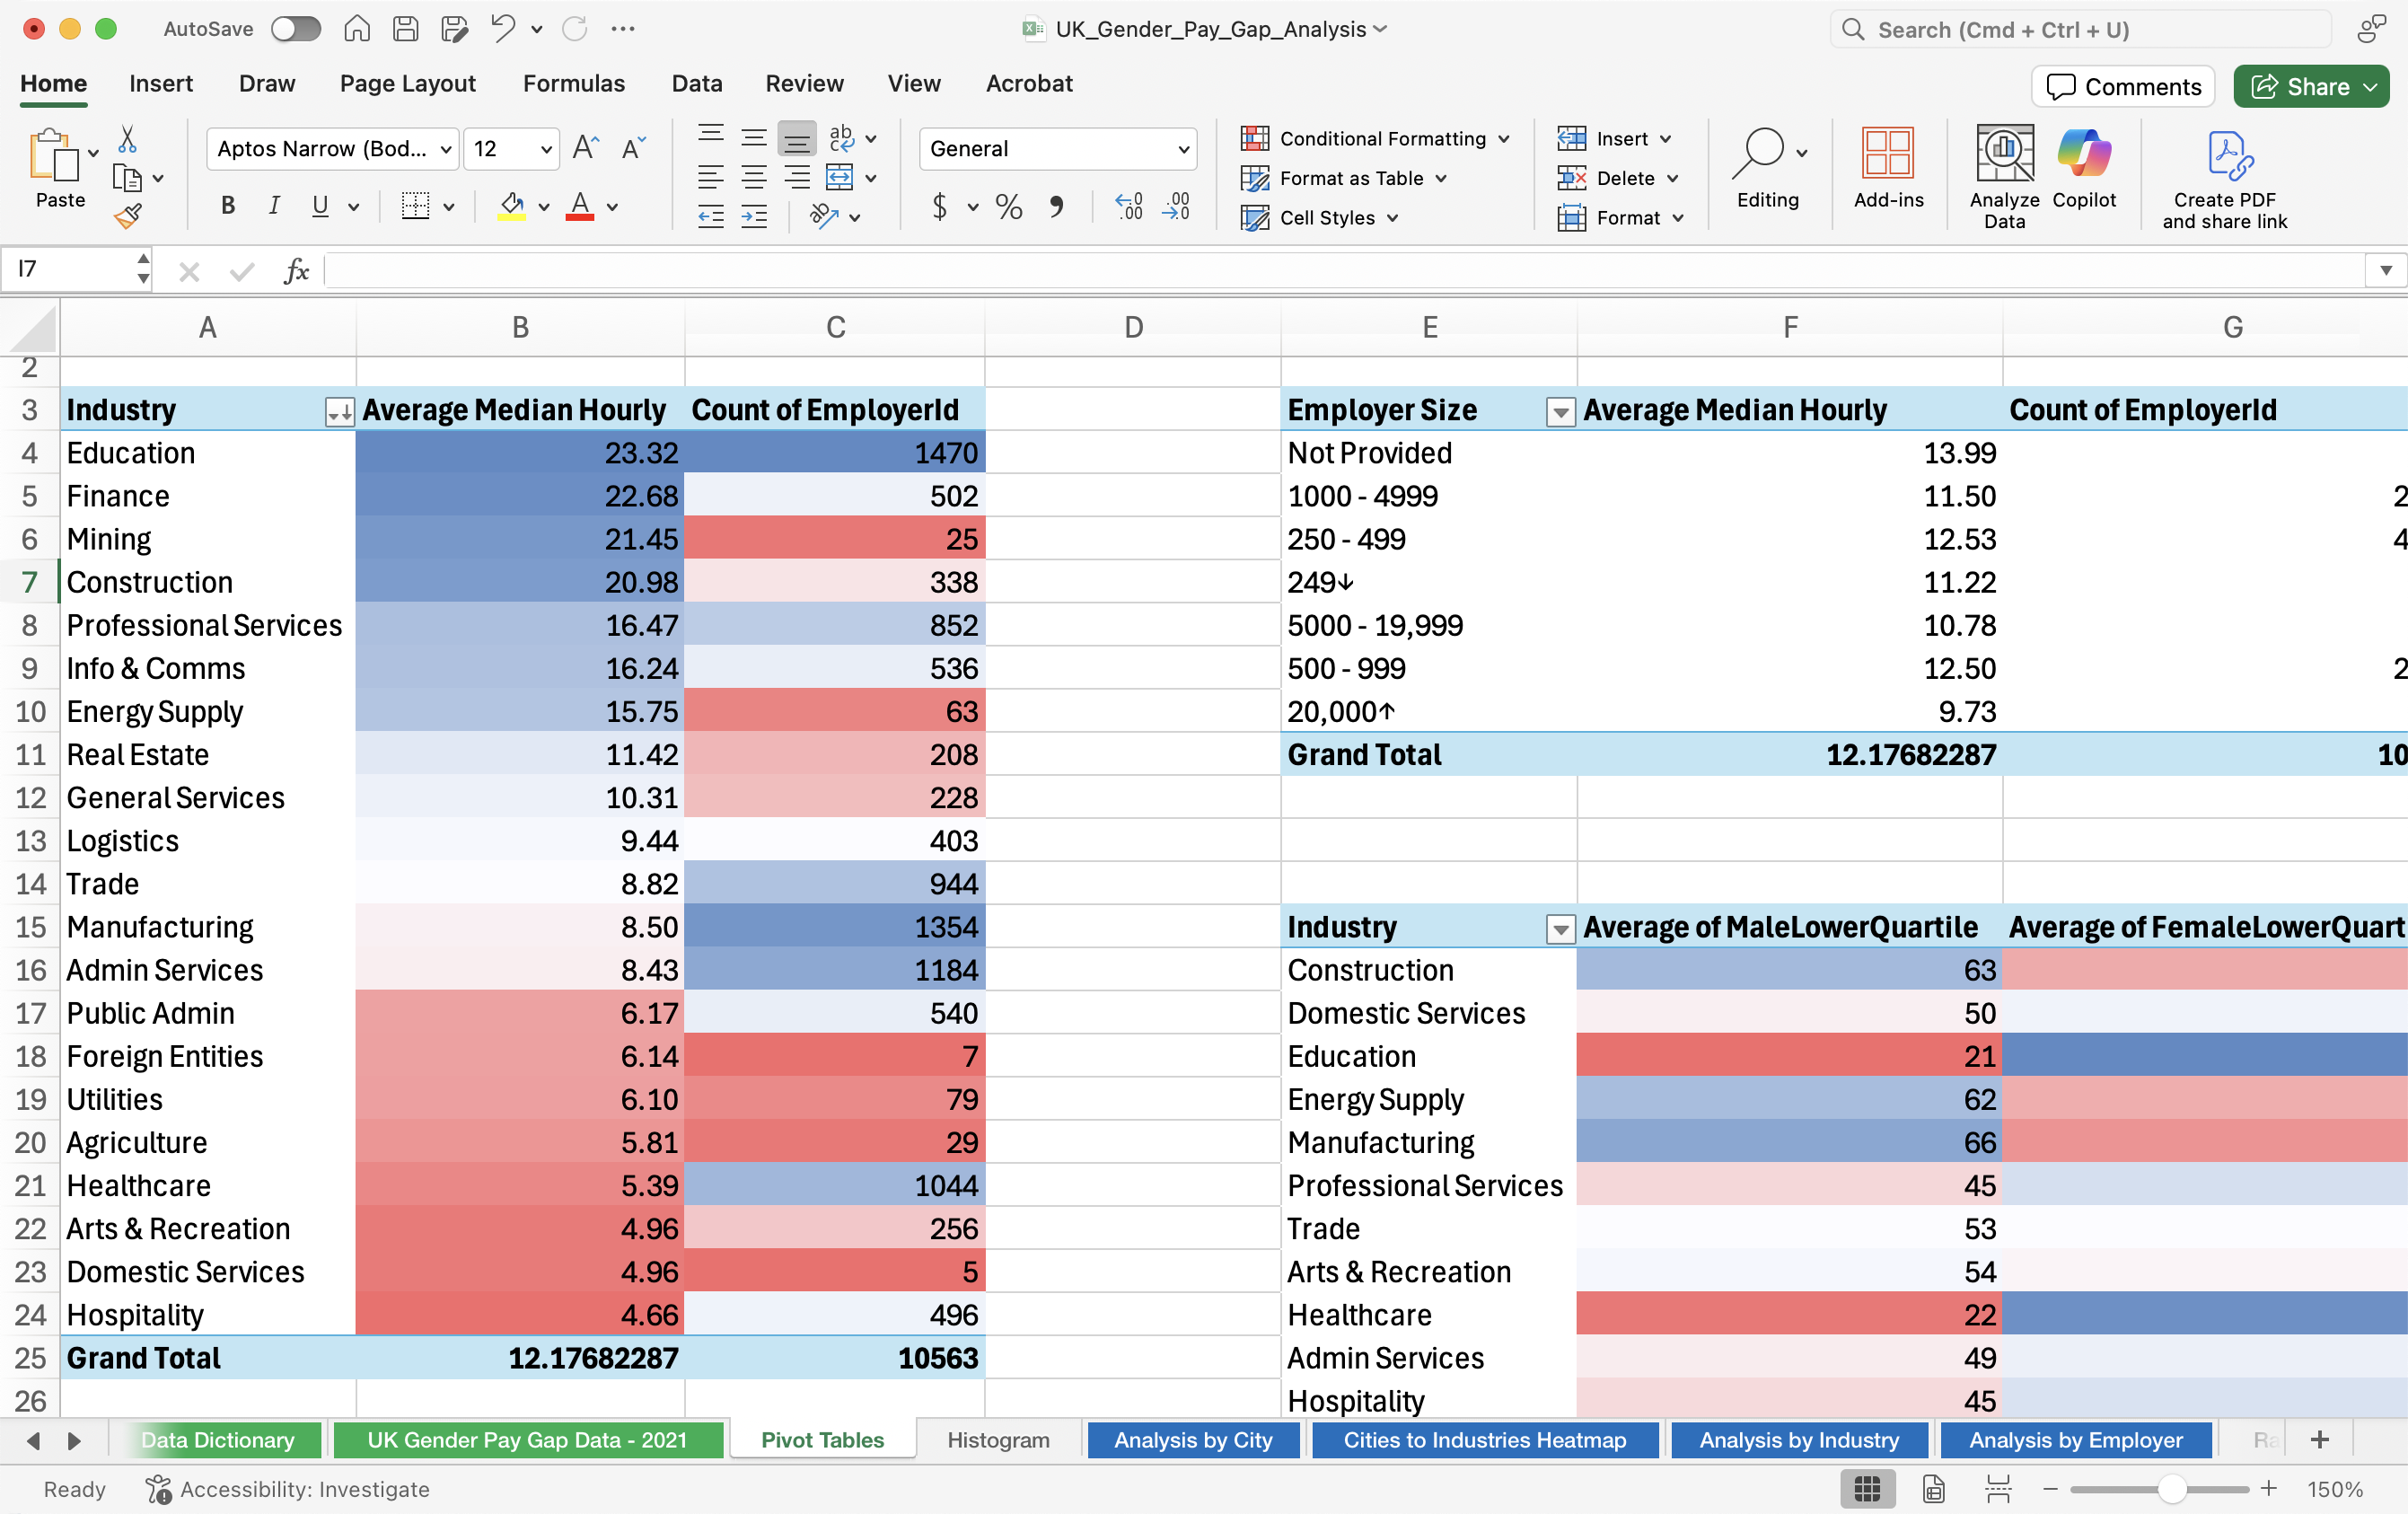 AutoSave
UK_Gender_Pay_Gap_Analysis
Search (Cmd + Ctrl + U)
Home Insert Draw Page Layout Formulas Data Review View Acrobat
Comments
Share
Paste
Aptos Narrow (Bod...
12
B I U
General
$ %
Conditional Formatting
Format as Table
Cell Styles
Insert
Delete
Format
Editing
Add-ins
Analyze Data
Copilot
Create PDF and share link
I7
fx
A B C D E F G
2
3 Industry Average Median Hourly Count of EmployerId Employer Size Average Median Hourly Count of EmployerId
4 Education 23.32 1470 Not Provided 13.99
5 Finance 22.68 502 1000 - 4999 11.50 2
6 Mining 21.45 25 250 - 499 12.53 4
7 Construction 20.98 338 249↓ 11.22
8 Professional Services 16.47 852 5000 - 19,999 10.78
9 Info & Comms 16.24 536 500 - 999 12.50 2
10 Energy Supply 15.75 63 20,000↑ 9.73
11 Real Estate 11.42 208 Grand Total 12.17682287 10
12 General Services 10.31 228
13 Logistics 9.44 403
14 Trade 8.82 944
15 Manufacturing 8.50 1354 Industry Average of MaleLowerQuartile Average of FemaleLowerQuart
16 Admin Services 8.43 1184 Construction 63
17 Public Admin 6.17 540 Domestic Services 50
18 Foreign Entities 6.14 7 Education 21
19 Utilities 6.10 79 Energy Supply 62
20 Agriculture 5.81 29 Manufacturing 66
21 Healthcare 5.39 1044 Professional Services 45
22 Arts & Recreation 4.96 256 Trade 53
23 Domestic Services 4.96 5 Arts & Recreation 54
24 Hospitality 4.66 496 Healthcare 22
25 Grand Total 12.17682287 10563 Admin Services 49
26 Hospitality 45
Data Dictionary UK Gender Pay Gap Data - 2021 Pivot Tables Histogram Analysis by City Cities to Industries Heatmap Analysis by Industry Analysis by Employer Ra
Ready Accessibility: Investigate 150%